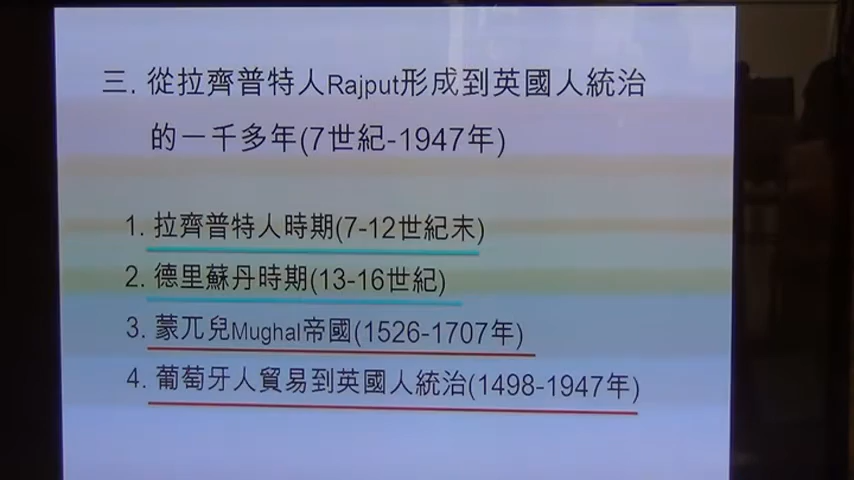 三. 從拉齊普特人Rajput形成到英國人統治
的一千多年(7世紀-1947年)
1. 拉齊普特人時期(7-12世紀末)
2. 德里蘇丹時期(13-16世紀)
3. 蒙兀兒Mughal帝國(1526-1707年)
4. 葡萄牙人貿易到英國人統治(1498-1947年)